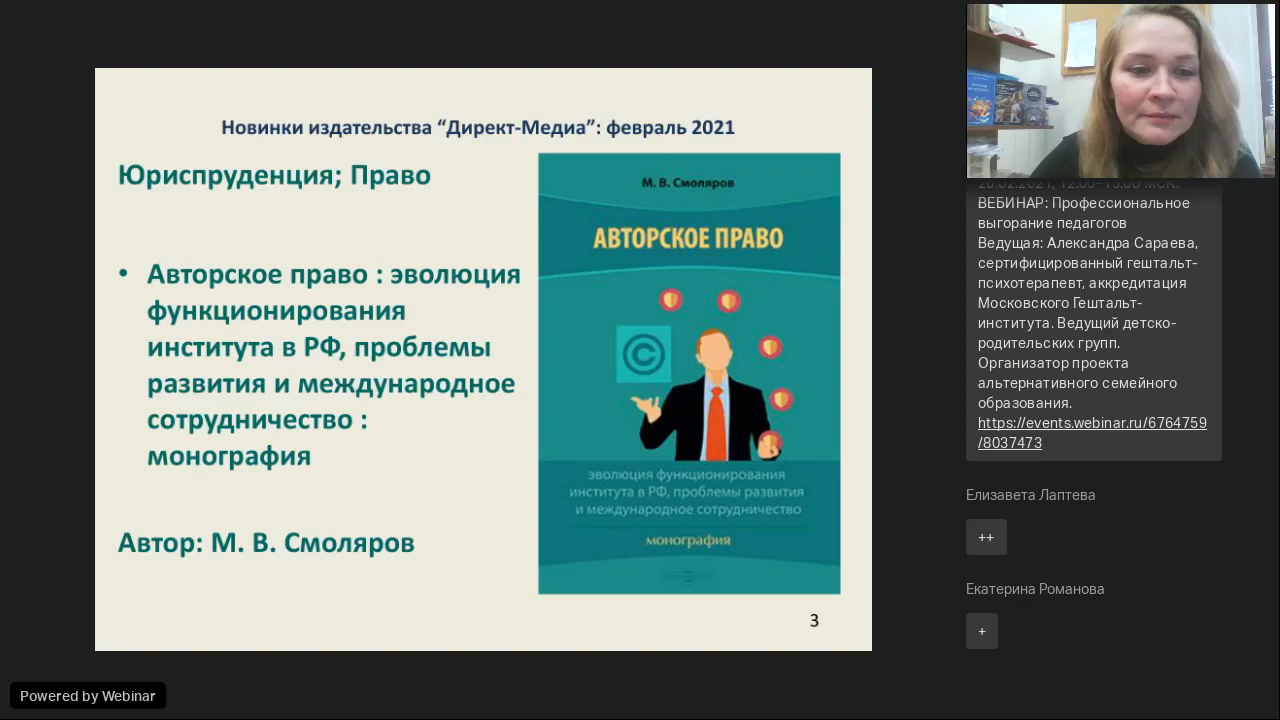 Новинки издательства “Директ-Медиа”: февраль 2021
Юриспруденция; Право
• Авторское право : эволюция
функционирования
института в РФ, проблемы
развития и международное
сотрудничество :
монография
Автор: М. В. Смоляров
М. В. Смоляров
АВТОРСКОЕ ПРАВО
©
эволюция функционирования
института в РФ, проблемы развития
и международное сотрудничество
монография
3
ВЕБИНАР: Профессиональное
выгорание педагогов
Ведущая: Александра Сараева,
сертифицированный гештальт-
психотерапевт, аккредитация
Московского Гештальт-
института. Ведущий детско-
родительских групп.
Организатор проекта
альтернативного семейного
образования.
https://events.webinar.ru/6764759
/8037473
Елизавета Лаптева
++
Екатерина Романова
+
Powered by Webinar